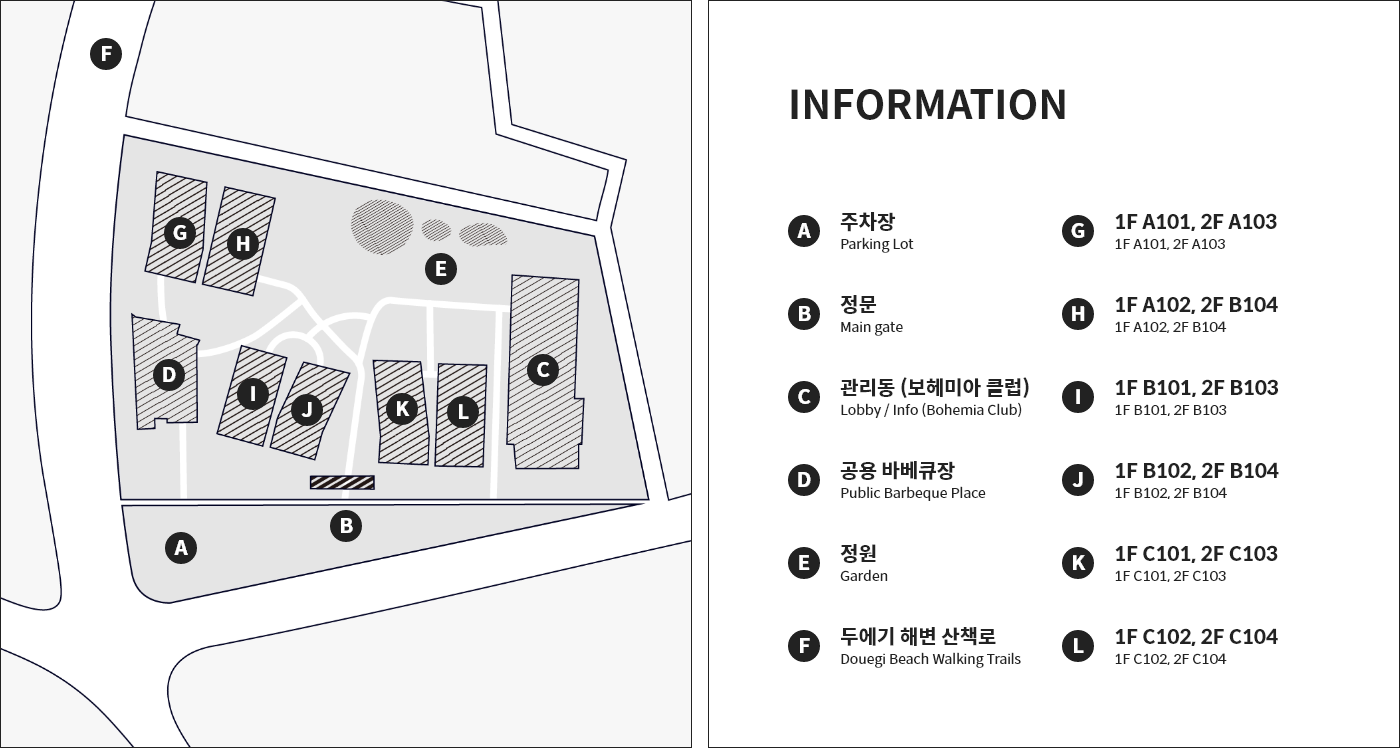 F
G
H
E
D
I
J
K
L
C
B
A
INFORMATION
A
주차장
Parking Lot
B
정문
Main gate
C
관리동 (보헤미아 클럽)
Lobby / Info (Bohemia Club)
D
공용 바베큐장
Public Barbeque Place
E
정원
Garden
F
두에기 해변 산책로
Douegi Beach Walking Trails
G
1F A101, 2F A103
1F A101, 2F A103
H
1F A102, 2F B104
1F A102, 2F B104
I
1F B101, 2F B103
1F B101, 2F B103
J
1F B102, 2F B104
1F B102, 2F B104
K
1F C101, 2F C103
1F C101, 2F C103
L
1F C102, 2F C104
1F C102, 2F C104